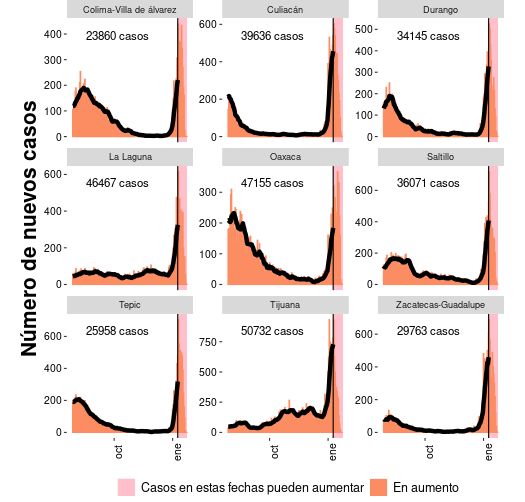 Colima-Villa de álvarez
Culiacán
Durango
23860 casos
39636 casos
34145 casos
400
300
200
100
0
600
400
200
0
500
400
300
200
100
0
La Laguna
Oaxaca
Saltillo
46467 casos
47155 casos
36071 casos
600
400
200
0
300
200
100
0
600
400
200
0
Tepic
Tijuana
Zacatecas-Guadalupe
25958 casos
50732 casos
29763 casos
600
400
200
0
750
500
250
0
600
400
200
0
oct
ene
oct
ene
oct
ene
Número de nuevos casos
Casos en estas fechas pueden aumentar
En aumento